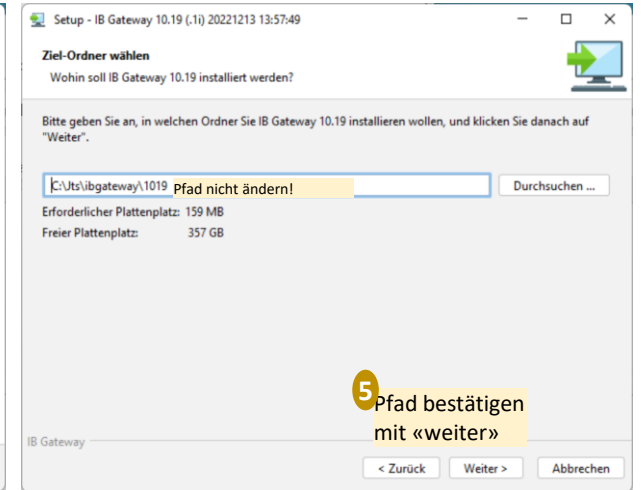 Setup - IB Gateway 10.19 (.1i) 20221213 13:57:49
Ziel-Ordner wählen
Wohin soll IB Gateway 10.19 installiert werden?
Bitte geben Sie an, in welchen Ordner Sie IB Gateway 10.19 installieren wollen, und klicken Sie danach auf
"Weiter".
C:\Jts\ibgateway\1019 Pfad nicht ändern! Durchsuchen ...
Erforderlicher Plattenplatz: 159 MB
Freier Plattenplatz: 357 GB
5
Pfad bestätigen
mit «weiter»
IB Gateway
< Zurück Weiter > Abbrechen